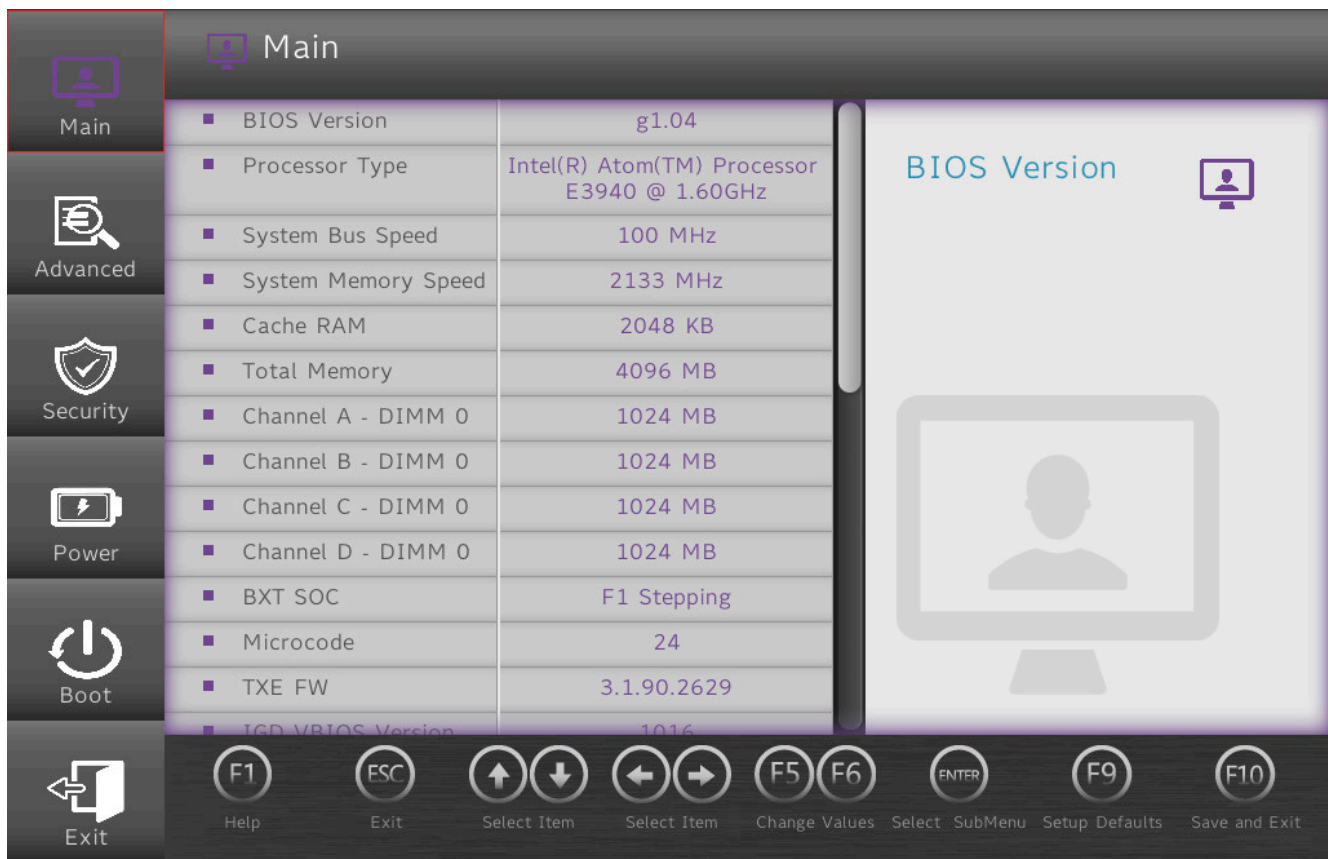 Main
Main
Advanced
Security
Power
Boot
Exit
BIOS Version g1.04
Processor Type Intel(R) Atom(TM) Processor
E3940 @ 1.60GHz
System Bus Speed 100 MHz
System Memory Speed 2133 MHz
Cache RAM 2048 KB
Total Memory 4096 MB
Channel A - DIMM 0 1024 MB
Channel B - DIMM 0 1024 MB
Channel C - DIMM 0 1024 MB
Channel D - DIMM 0 1024 MB
BXT SOC F1 Stepping
Microcode 24
TXE FW 3.1.90.2629
IGD VBIOS Version 1016
BIOS Version
F1 ESC F5 F6 ENTER F9 F10
Help Exit Select Item Select Item Change Values Select SubMenu Setup Defaults Save and Exit